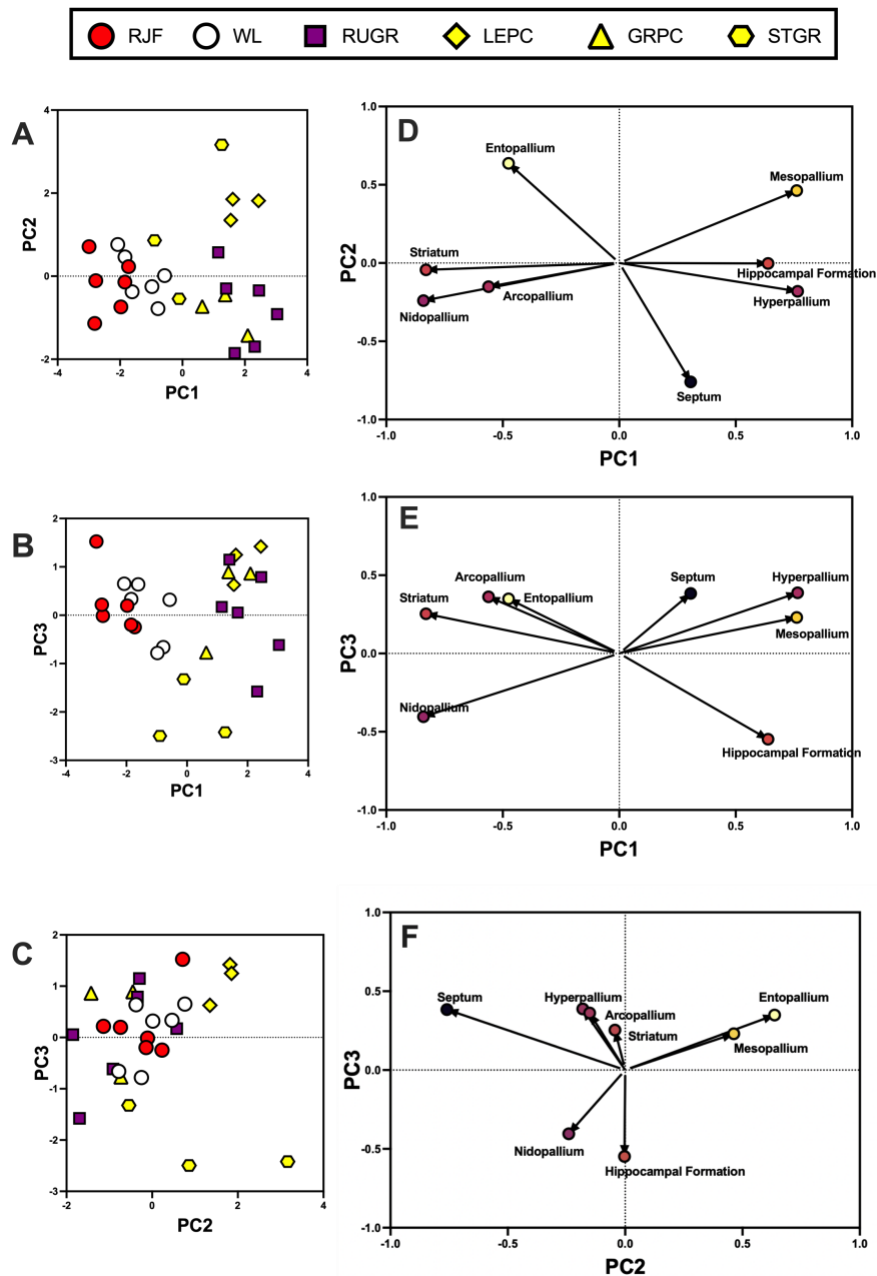 RJF WL RUGR LEPC GRPC STGR
A
4
2
0
-2
-4 -2 0 2 4
PC2
PC1
D
1.0
0.5
0.0
-0.5
-1.0
-1.0 -0.5 0.0 0.5 1.0
PC2
PC1
Entopallium
Mesopallium
Striatum
Hippocampal Formation
Arcopallium
Hyperpallium
Nidopallium
Septum
B
2
1
0
-1
-2
-3
-4 -2 0 2 4
PC3
PC1
E
1.0
0.5
0.0
-0.5
-1.0
-1.0 -0.5 0.0 0.5 1.0
PC3
PC1
Arcopallium
Septum
Hyperpallium
Striatum
Entopallium
Mesopallium
Nidopallium
Hippocampal Formation
C
2
1
0
-1
-2
-3
-2 0 2 4
PC3
PC2
F
1.0
0.5
0.0
-0.5
-1.0
-1.0 -0.5 0.0 0.5 1.0
PC3
PC2
Septum
Hyperpallium
Entopallium
Arcopallium
Striatum
Mesopallium
Nidopallium
Hippocampal Formation